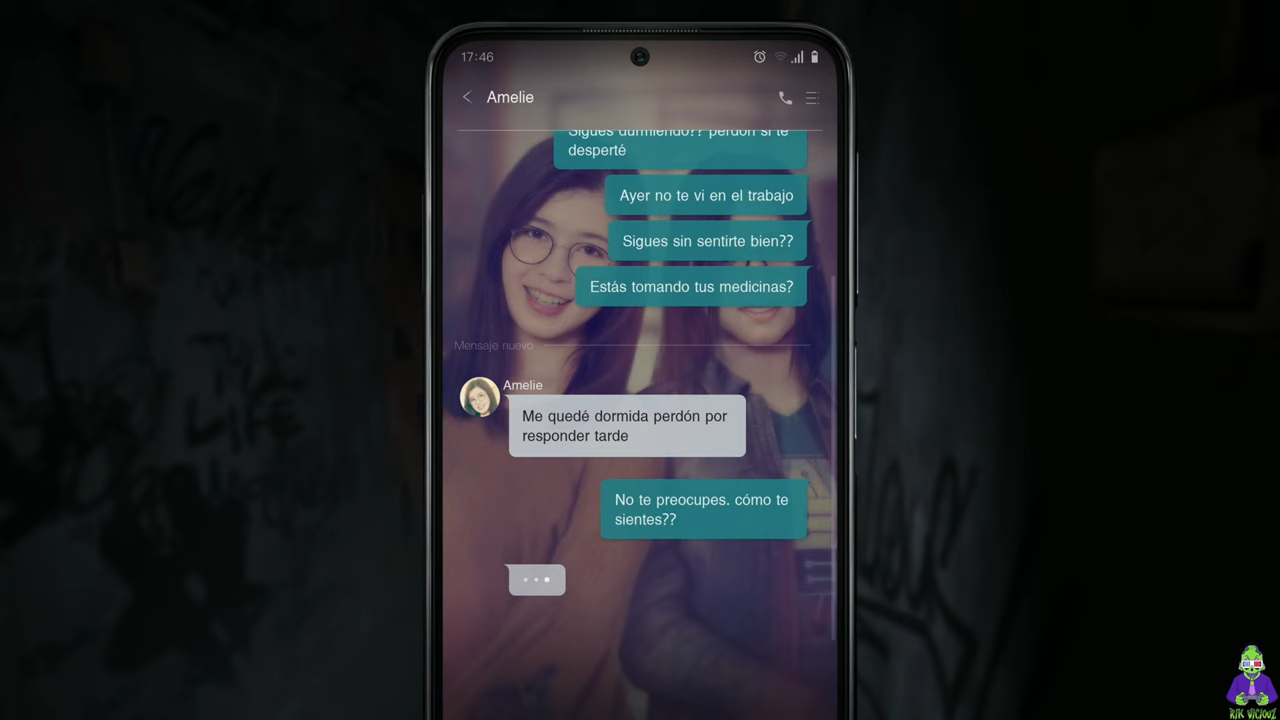 17:46
Amelie
Sigues durmiendo?? perdón si te
desperté
Ayer no te vi en el trabajo
Sigues sin sentirte bien??
Estás tomando tus medicinas?
Mensaje nuevo
Amelie
Me quedé dormida perdón por
responder tarde
No te preocupes. cómo te
sientes??
RIK VICIOUZ